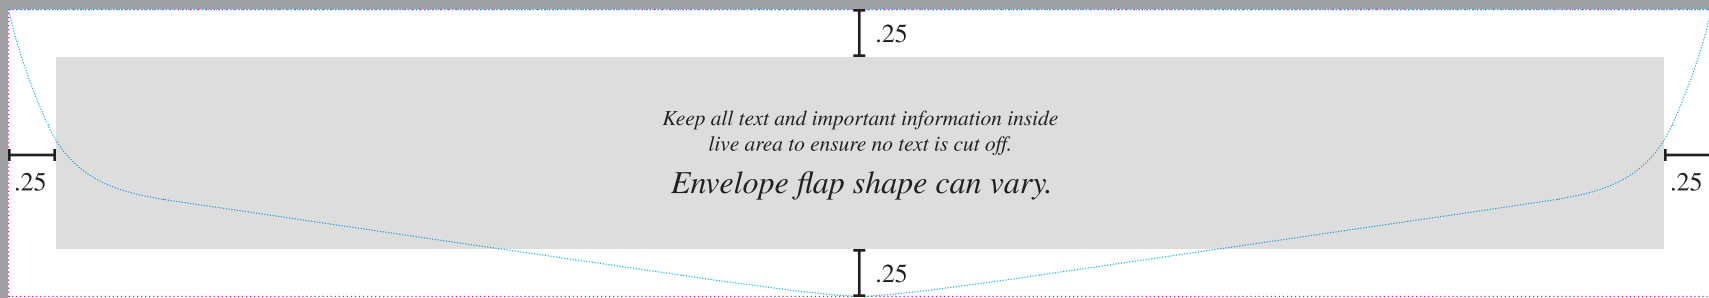 .25
Keep all text and important information inside
live area to ensure no text is cut off.
Envelope flap shape can vary.
.25
.25
.25